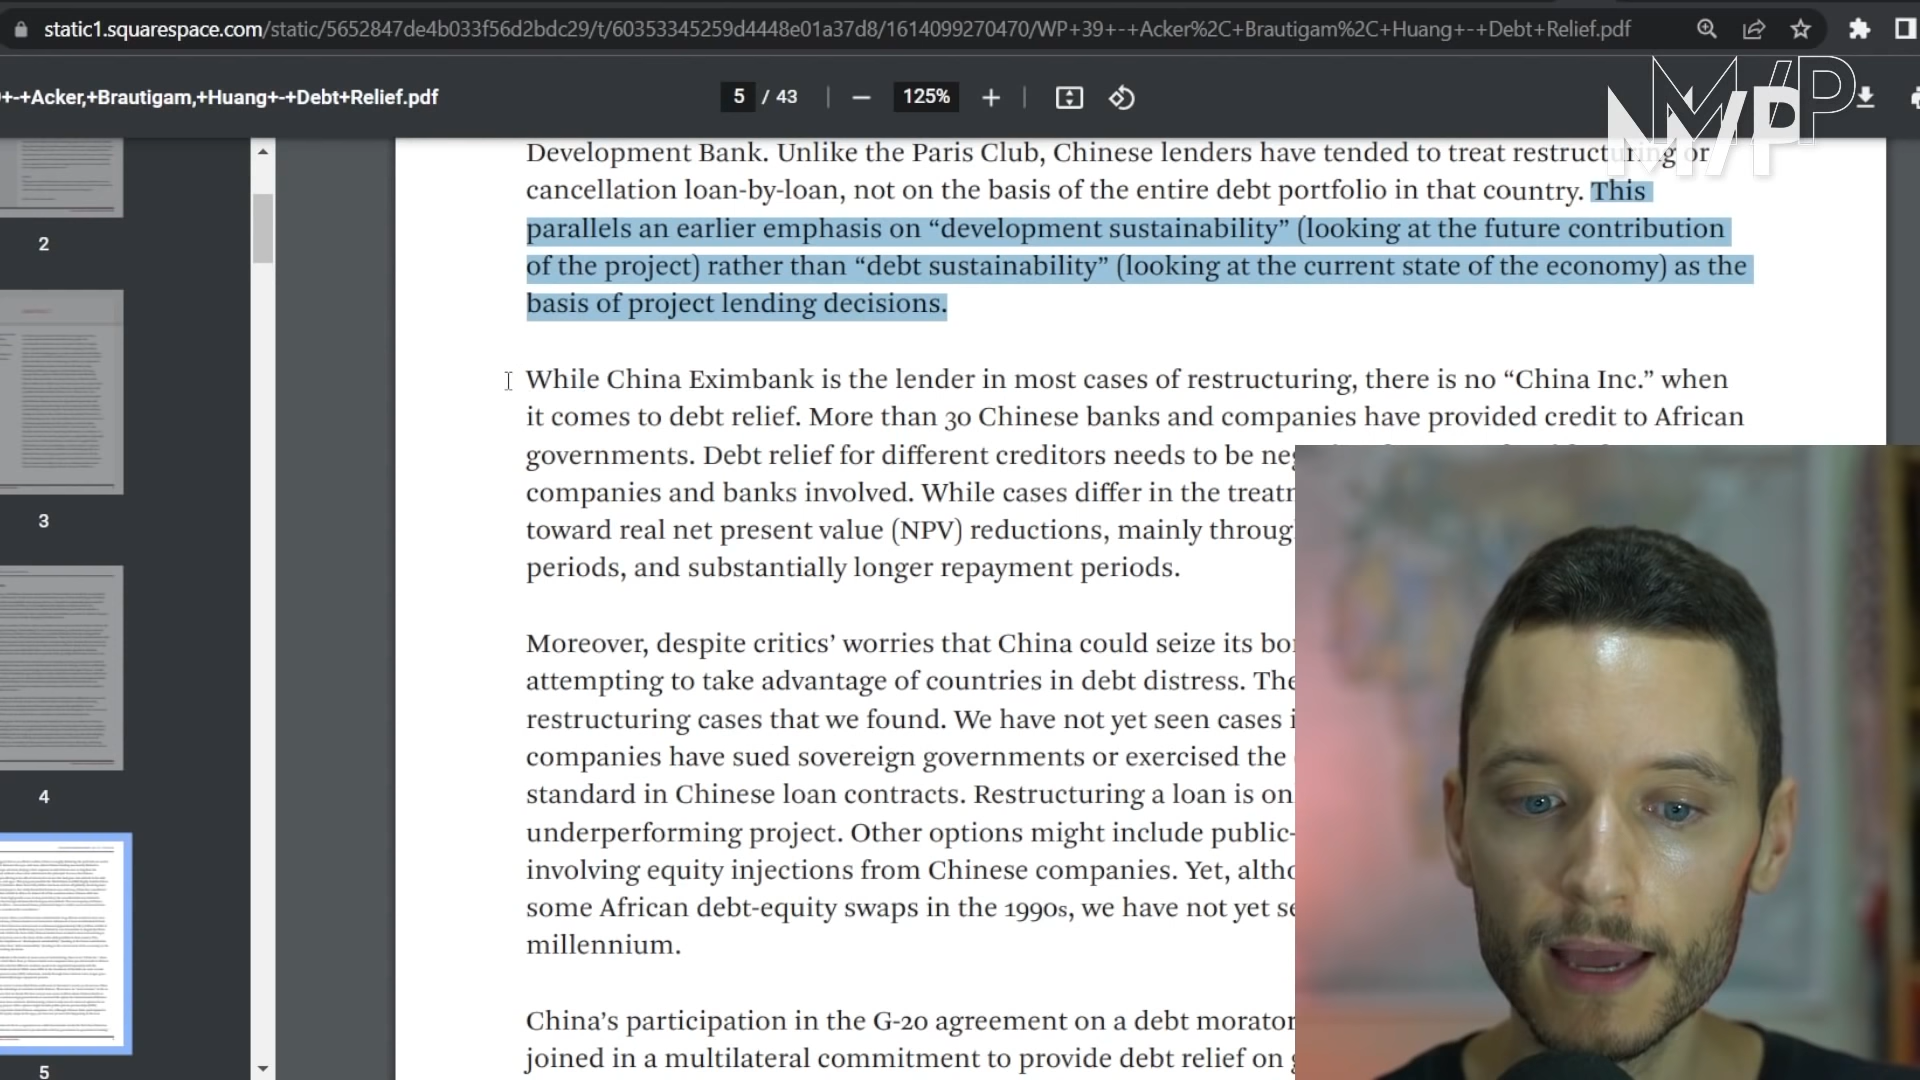 static1.squarespace.com/static/5652847de4b033f56d2bdc29/t/60353345259d4448e01a37d8/1614099270470/WP+39+-+Acker%2C+Brautigam%2C+Huang+-+Debt+Relief.pdf
+-+Acker,+Brautigam,+Huang+-+Debt+Relief.pdf
5 / 43
125%
M/P
M/P
2
3
4
5
Development Bank. Unlike the Paris Club, Chinese lenders have tended to treat restructuring or
cancellation loan-by-loan, not on the basis of the entire debt portfolio in that country. This
parallels an earlier emphasis on “development sustainability” (looking at the future contribution
of the project) rather than “debt sustainability” (looking at the current state of the economy) as the
basis of project lending decisions.
While China Eximbank is the lender in most cases of restructuring, there is no “China Inc.” when
it comes to debt relief. More than 30 Chinese banks and companies have provided credit to African
governments. Debt relief for different creditors needs to be
companies and banks involved. While cases differ in the
toward real net present value (NPV) reductions, mainly
periods, and substantially longer repayment periods.
Moreover, despite critics’ worries that China could seize its
attempting to take advantage of countries in debt distress.
restructuring cases that we found. We have not yet seen cases
companies have sued sovereign governments or exercised the
standard in Chinese loan contracts. Restructuring a loan is
underperforming project. Other options might include public-
involving equity injections from Chinese companies. Yet,
some African debt-equity swaps in the 1990s, we have not yet
millennium.
China’s participation in the G-20 agreement on a debt
joined in a multilateral commitment to provide debt relief on